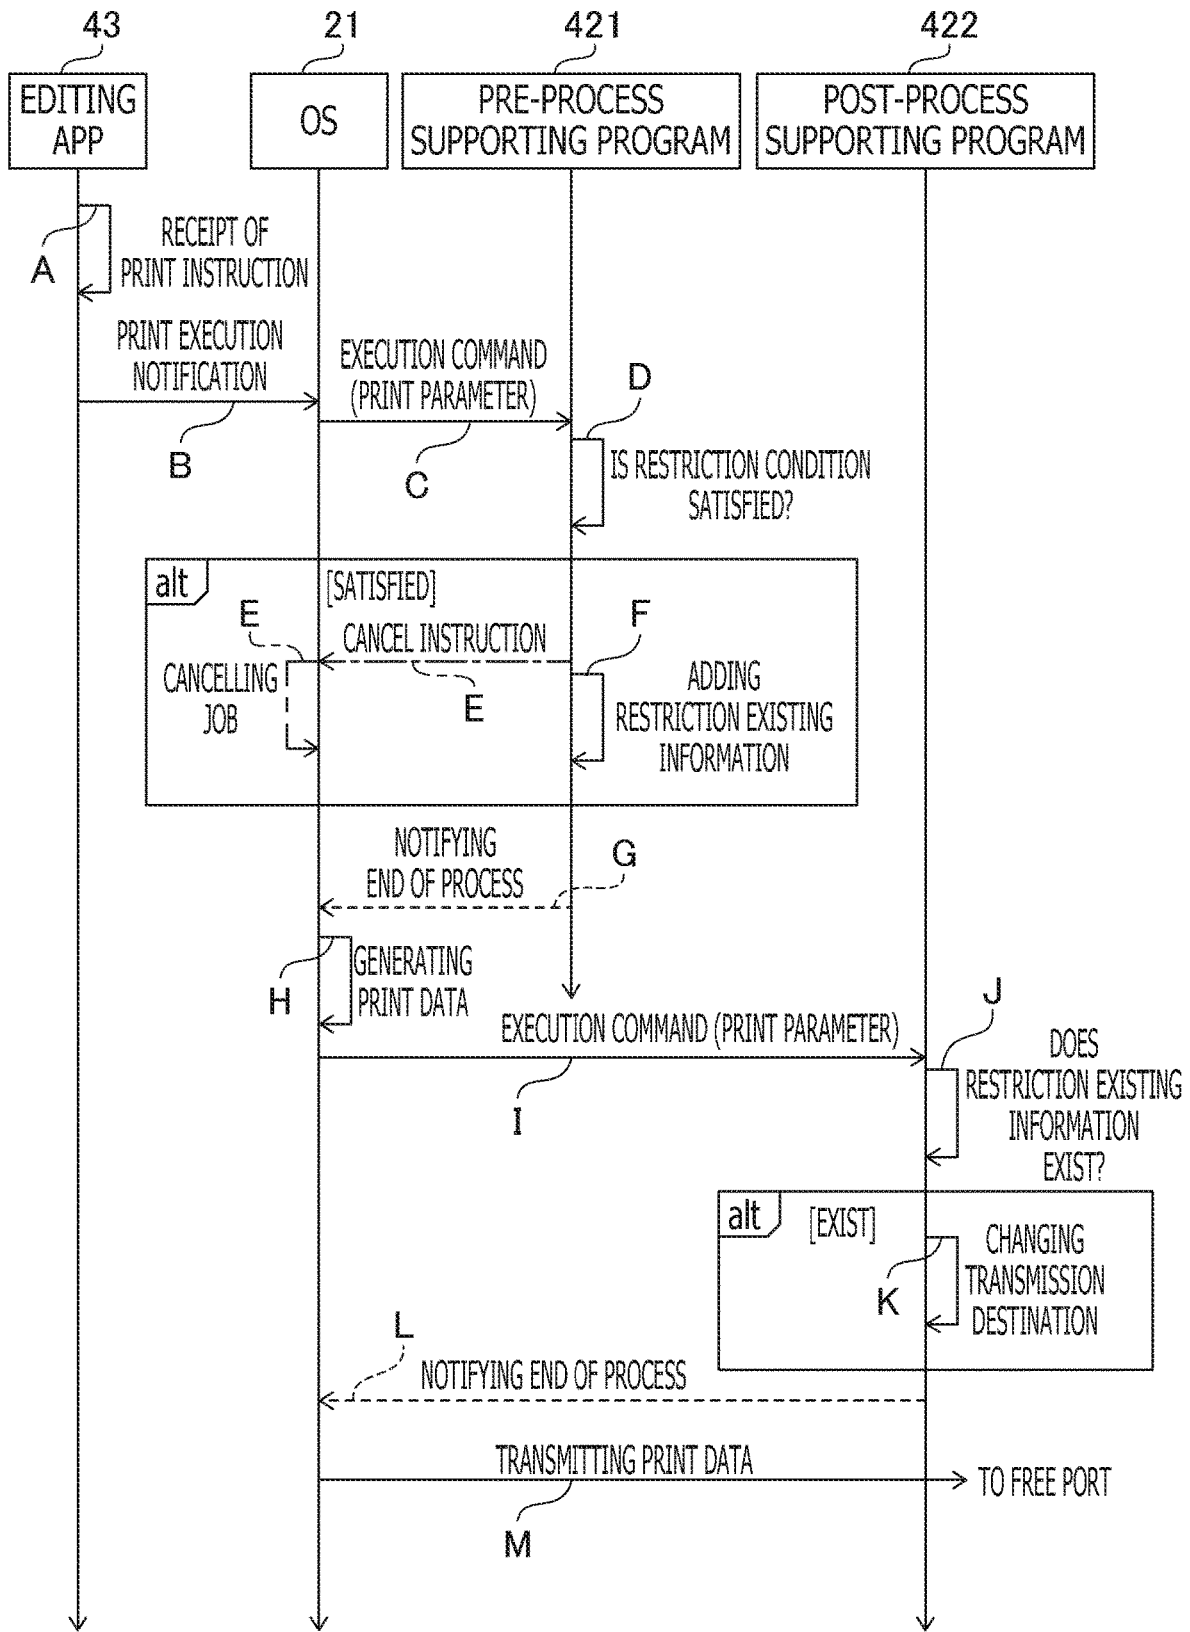 43
21
421
422
EDITING
APP
OS
PRE-PROCESS
SUPPORTING PROGRAM
POST-PROCESS
SUPPORTING PROGRAM
A
RECEIPT OF
PRINT INSTRUCTION
PRINT EXECUTION
NOTIFICATION
B
EXECUTION COMMAND
(PRINT PARAMETER)
C
D
IS RESTRICTION CONDITION
SATISFIED?
alt
[SATISFIED]
E
CANCELLING
JOB
CANCEL INSTRUCTION
E
F
ADDING
RESTRICTION EXISTING
INFORMATION
NOTIFYING
END OF PROCESS
G
H
GENERATING
PRINT DATA
EXECUTION COMMAND (PRINT PARAMETER)
I
J
DOES
RESTRICTION EXISTING
INFORMATION
EXIST?
alt
[EXIST]
K
CHANGING
TRANSMISSION
DESTINATION
L
NOTIFYING END OF PROCESS
TRANSMITTING PRINT DATA
TO FREE PORT
M